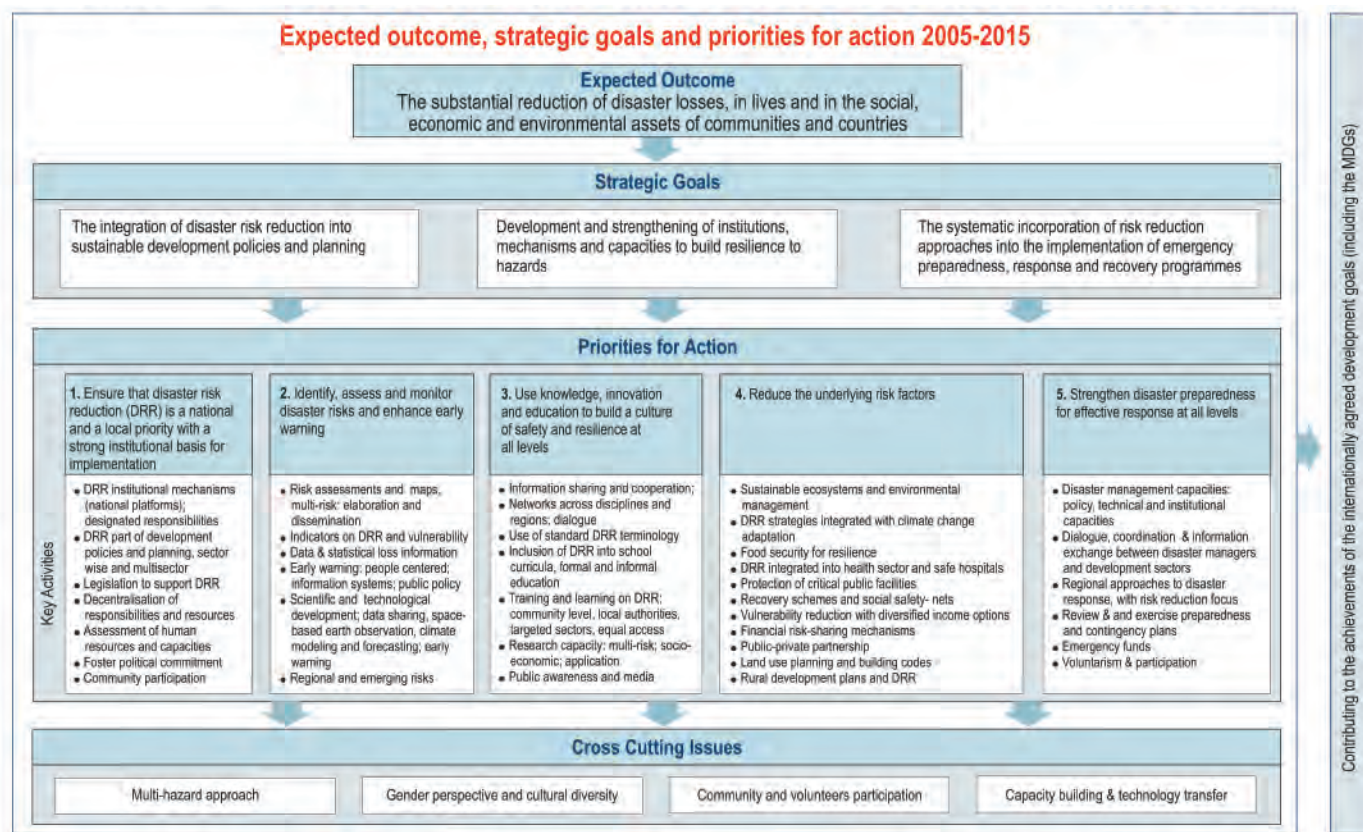 Expected outcome, strategic goals and priorities for action 2005-2015
Expected Outcome
The substantial reduction of disaster losses, in lives and in the social,
economic and environmental assets of communities and countries
Strategic Goals
The integration of disaster risk reduction into
sustainable development policies and planning
Development and strengthening of institutions,
mechanisms and capacities to build resilience to
hazards
The systematic incorporation of risk reduction
approaches into the implementation of emergency
preparedness, response and recovery programmes
Priorities for Action
1. Ensure that disaster risk
reduction (DRR) is a national
and a local priority with a
strong institutional basis for
implementation
2. Identify, assess and monitor
disaster risks and enhance early
warning
3. Use knowledge, innovation
and education to build a culture
of safety and resilience at
all levels
4. Reduce the underlying risk factors
5. Strengthen disaster preparedness
for effective response at all levels
Key Activities
• DRR institutional mechanisms
(national platforms);
designated responsibilities
• DRR part of development
policies and planning, sector
wise and multisector
• Legislation to support DRR
• Decentralisation of
responsibilities and resources
• Assessment of human
resources and capacities
• Foster political commitment
• Community participation
• Risk assessments and maps,
multi-risk: elaboration and
dissemination
• Indicators on DRR and vulnerability
• Data & statistical loss information
• Early warning: people centered;
information systems; public policy
• Scientific and technological
development; data sharing, space-
based earth observation, climate
modeling and forecasting; early
warning
• Regional and emerging risks
• Information sharing and cooperation;
• Networks across disciplines and
regions; dialogue
• Use of standard DRR terminology
• Inclusion of DRR into school
curricula, formal and informal
education
• Training and learning on DRR;
community level, local authorities,
targeted sectors, equal access
• Research capacity: multi-risk; socio-
economic; application
• Public awareness and media
• Sustainable ecosystems and environmental
management
• DRR strategies integrated with climate change
adaptation
• Food security for resilience
• DRR integrated into health sector and safe hospitals
• Protection of critical public facilities
• Recovery schemes and social safety- nets
• Vulnerability reduction with diversified income options
• Financial risk-sharing mechanisms
• Public-private partnership
• Land use planning and building codes
• Rural development plans and DRR
• Disaster management capacities:
policy, technical and institutional
capacities
• Dialogue, coordination & information
exchange between disaster managers
and development sectors
• Regional approaches to disaster
response, with risk reduction focus
• Review & and exercise preparedness
and contingency plans
• Emergency funds
• Voluntarism & participation
Cross Cutting Issues
Multi-hazard approach
Gender perspective and cultural diversity
Community and volunteers participation
Capacity building & technology transfer
Contributing to the achievements of the internationally agreed development goals (including the MDGs)